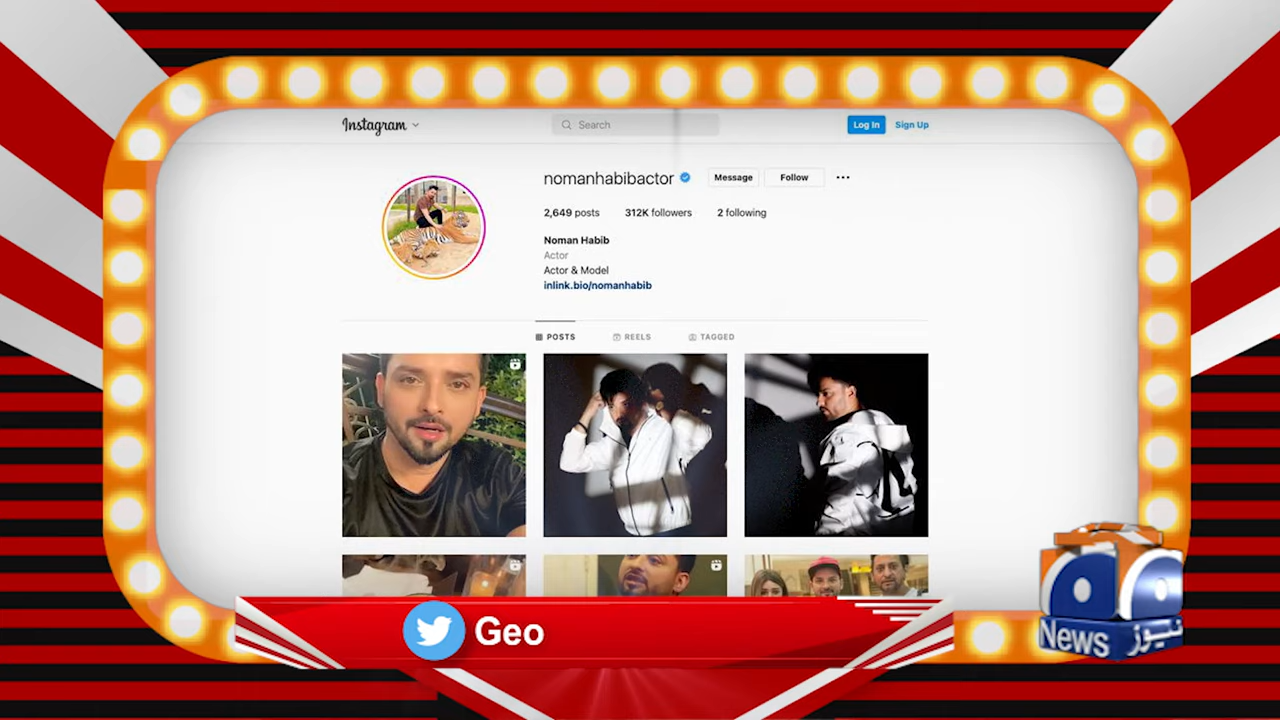 Instagram
Search
Log In
Sign Up
nomanhabibactor
Message
Follow
2,649 posts
312K followers
2 following
Noman Habib
Actor
Actor & Model
inlink.bio/nomanhabib
POSTS
REELS
TAGGED
Geo
News
نیوز